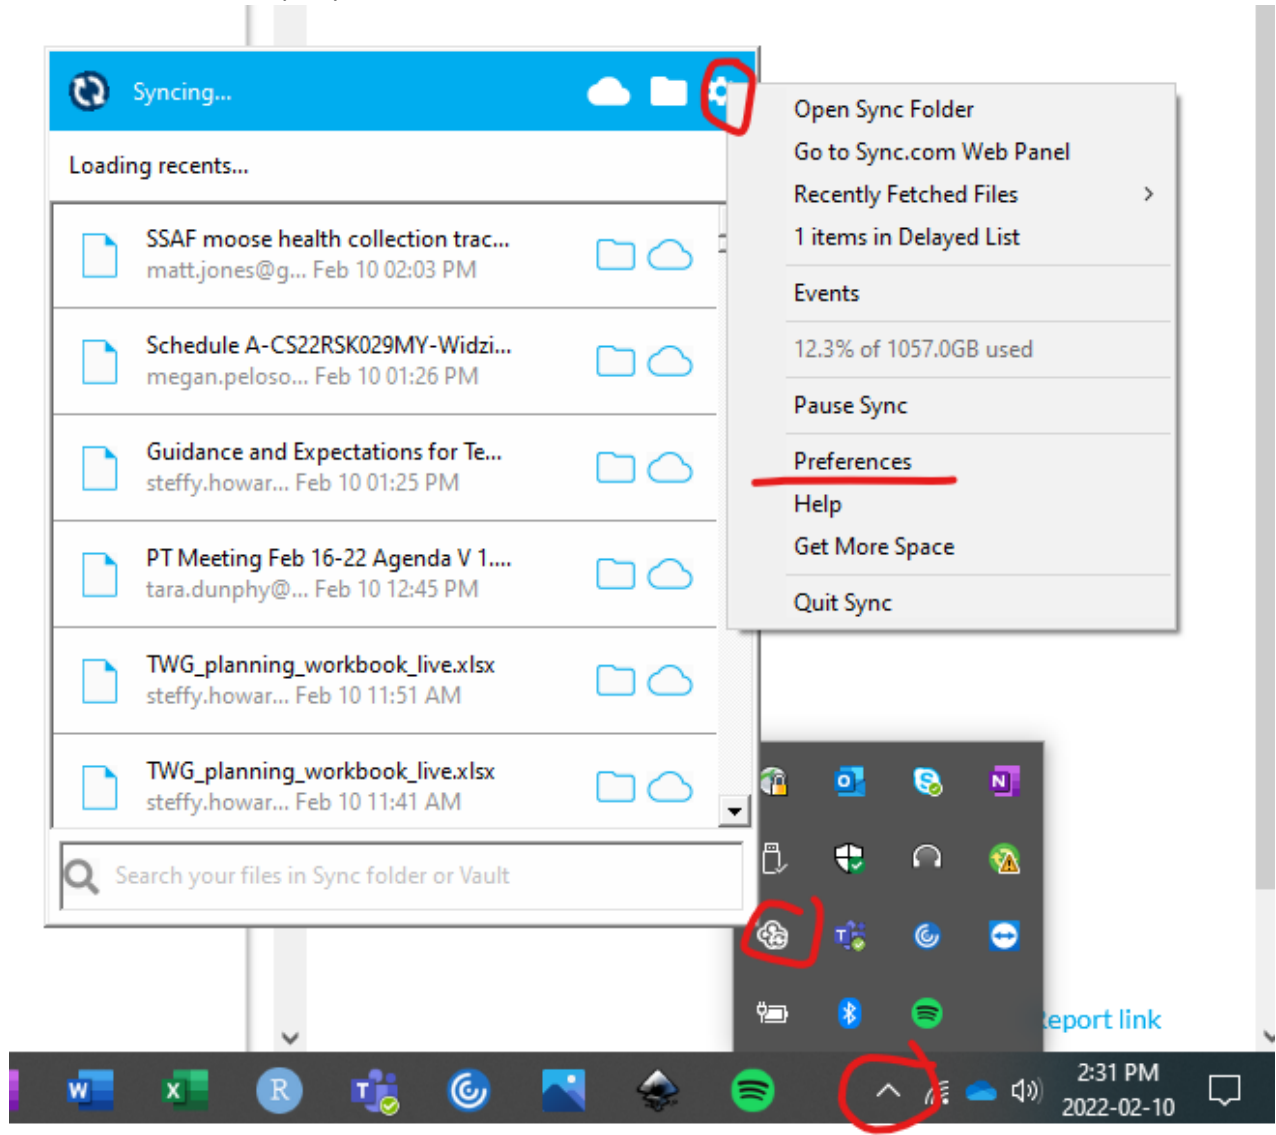 Syncing...
Loading recents...
SSAF moose health collection trac...
matt.jones@g... Feb 10 02:03 PM
Schedule A-CS22RSK029MY-Widzi...
megan.peloso... Feb 10 01:26 PM
Guidance and Expectations for Te...
steffy.howar... Feb 10 01:25 PM
PT Meeting Feb 16-22 Agenda V 1....
tara.dunphy@... Feb 10 12:45 PM
TWG_planning_workbook_live.xlsx
steffy.howar... Feb 10 11:51 AM
TWG_planning_workbook_live.xlsx
steffy.howar... Feb 10 11:41 AM
Search your files in Sync folder or Vault
Open Sync Folder
Go to Sync.com Web Panel
Recently Fetched Files
1 items in Delayed List
Events
12.3% of 1057.0GB used
Pause Sync
Preferences
Help
Get More Space
Quit Sync
eport link
2:31 PM
2022-02-10